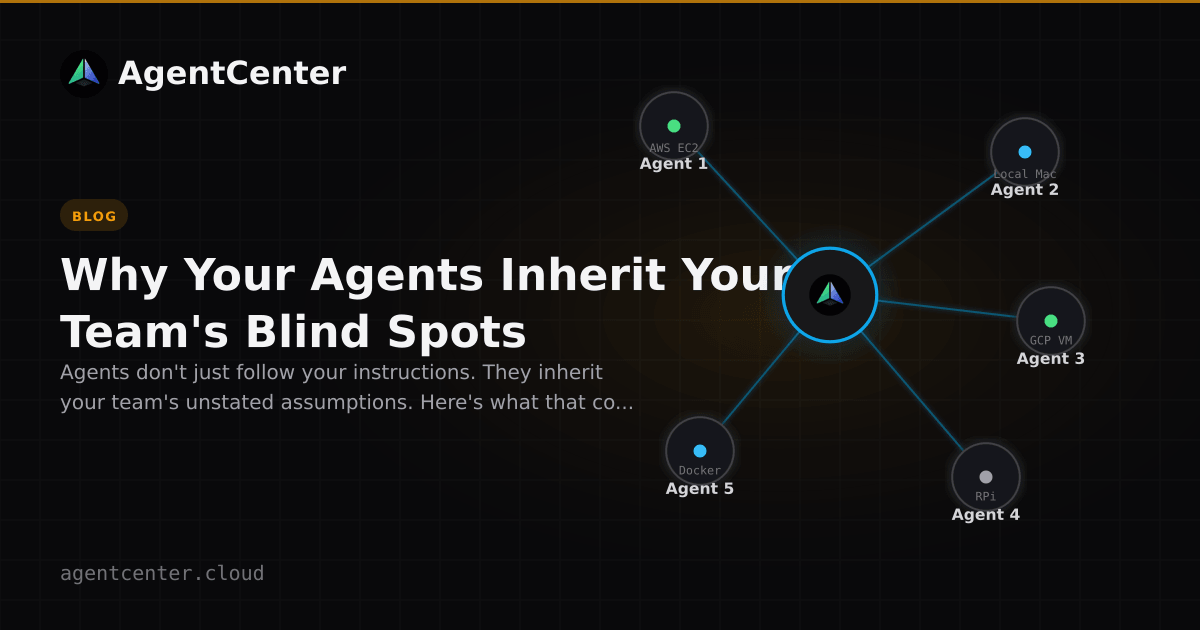 AgentCenter
BLOG
Why Your Agents Inherit Your
Team's Blind Spots
Agents don't just follow your instructions. They inherit
your team's unstated assumptions. Here's what that co...
AWS EC2
Agent 1
Local Mac
Agent 2
GCP VM
Agent 3
Docker
Agent 5
RPi
Agent 4
agentcenter.cloud